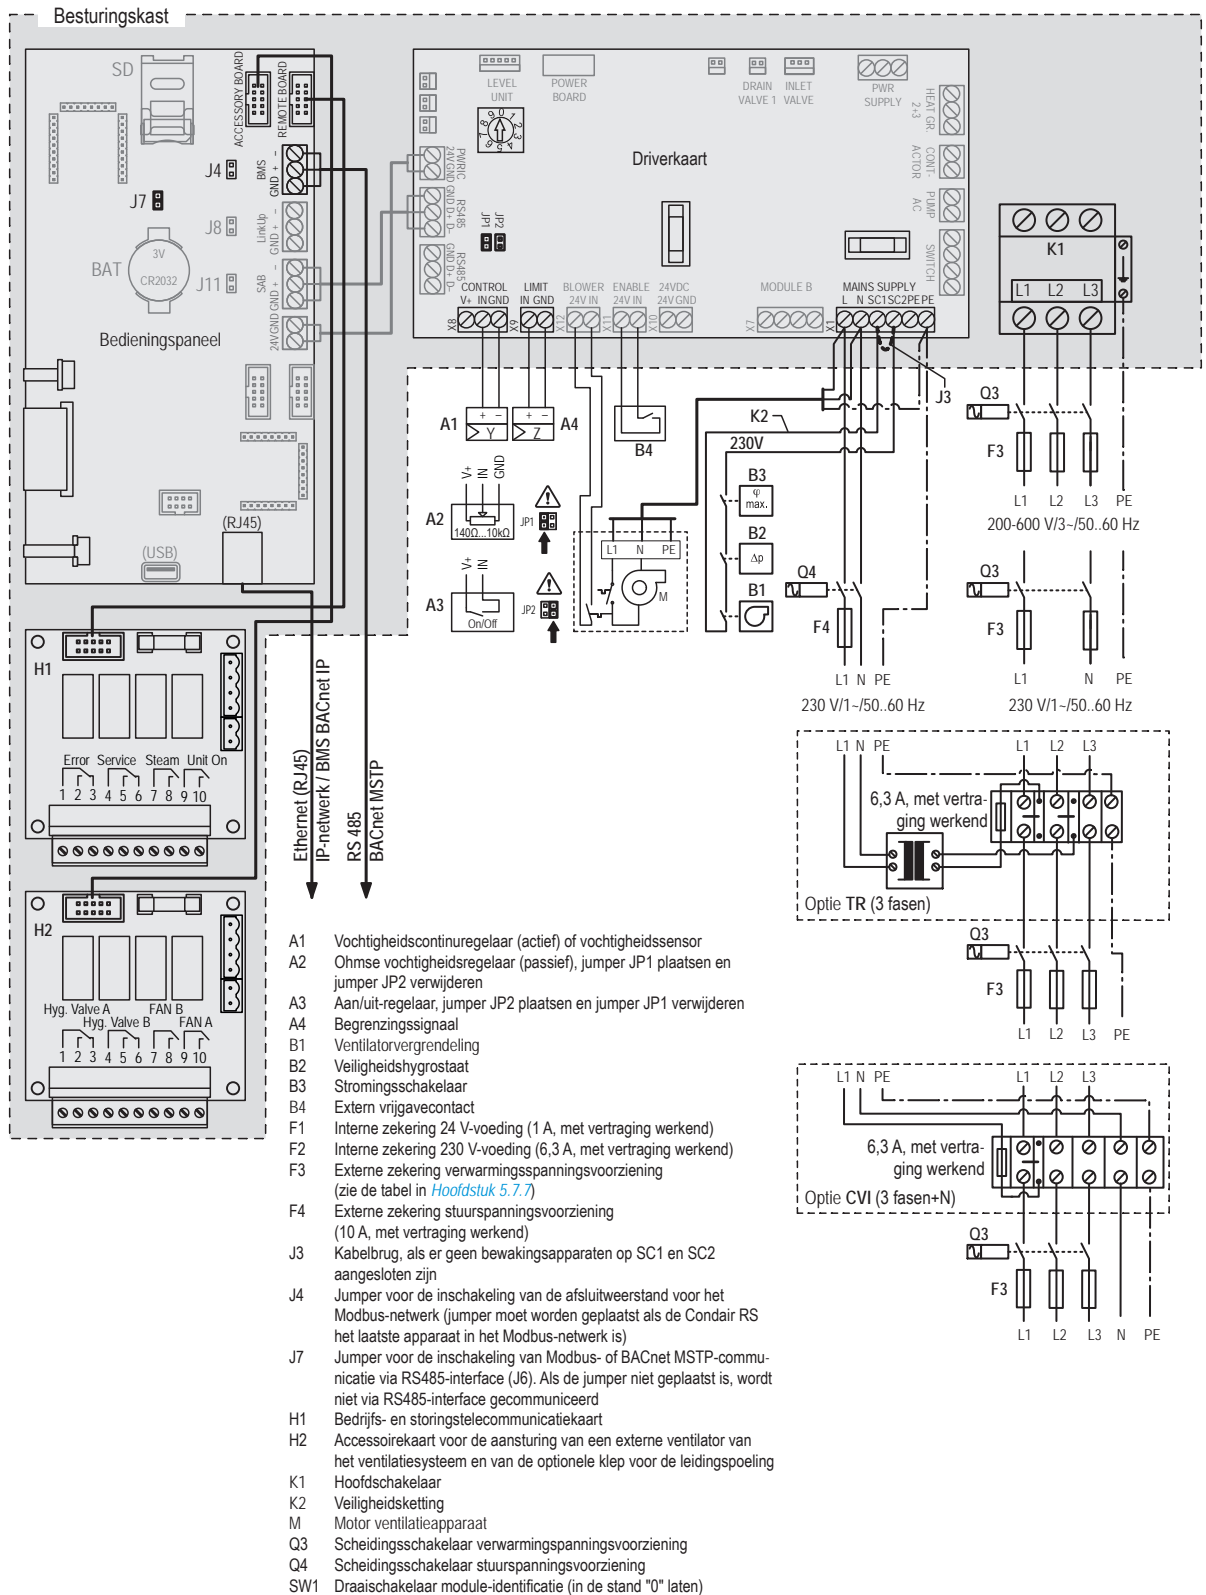 Besturingskast
SD
ACCESSORY BOARD
REMOTE BOARD
LEVEL
UNIT
POWER
BOARD
DRAIN
VALVE 1
INLET
VALVE
PWR
SUPPLY
HEAT GR.
2+3
CONT-
ACTOR
PUMP
AC
SWITCH
Driverkaart
J4
BMS
GND + -
J7
J8
LinkUp
GND + -
BAT
3V
CR2032
J11
SAB
GND + -
24V GND
Bedieningspaneel
PWRIC
24V GND
RS485
GND D+ D-
RS485
GND D+ D-
0 1 2 3 4 5 6 7 8 9
JP1
JP2
CONTROL
V+ IN GND
X8
LIMIT
IN GND
X9
BLOWER
24V IN
X12
ENABLE
24V IN
X11
24VDC
24V GND
X10
MODULE B
X7
MAINS SUPPLY
L N SC1 SC2 PE PE
X1
K1
L1 L2 L3
J3
A1
+ -
Y
+ -
Z
A4
B4
K2
230V
Q3
F3
L1 L2 L3 PE
200-600 V/3~/50..60 Hz
V+
IN
GND
A2
140Ω...10kΩ
JP1
B3
φ
max.
B2
Δp
B1
L1 N PE
M
V+
IN
A3
On/Off
JP2
Q4
F4
L1 N PE
230 V/1~/50..60 Hz
Q3
F3
L1 N PE
230 V/1~/50..60 Hz
(RJ45)
(USB)
H1
Error Service Steam Unit On
1 2 3 4 5 6 7 8 9 10
H2
Hyg. Valve A
Hyg. Valve B
FAN B
FAN A
1 2 3 4 5 6 7 8 9 10
Ethernet (RJ45)
IP-netwerk / BMS BACnet IP
RS 485
BACnet MSTP
L1 N PE L1 L2 L3
6,3 A, met vertra-
ging werkend
Optie TR (3 fasen)
Q3
F3
L1 L2 L3 PE
L1 N PE L1 L2 L3
6,3 A, met vertra-
ging werkend
Optie CVI (3 fasen+N)
Q3
F3
L1 L2 L3 N PE
A1 Vochtigheidscontinuregelaar (actief) of vochtigheidssensor
A2 Ohmse vochtigheidsregelaar (passief), jumper JP1 plaatsen en
jumper JP2 verwijderen
A3 Aan/uit-regelaar, jumper JP2 plaatsen en jumper JP1 verwijderen
A4 Begrenzingssignaal
B1 Ventilatorvergrendeling
B2 Veiligheidshygrostaat
B3 Stromingsschakelaar
B4 Extern vrijgavecontact
F1 Interne zekering 24 V-voeding (1 A, met vertraging werkend)
F2 Interne zekering 230 V-voeding (6,3 A, met vertraging werkend)
F3 Externe zekering verwarmingsspanningsvoorziening
(zie de tabel in Hoofdstuk 5.7.7)
F4 Externe zekering stuurspanningsvoorziening
(10 A, met vertraging werkend)
J3 Kabelbrug, als er geen bewakingsapparaten op SC1 en SC2
aangesloten zijn
J4 Jumper voor de inschakeling van de afsluitweerstand voor het
Modbus-netwerk (jumper moet worden geplaatst als de Condair RS
het laatste apparaat in het Modbus-netwerk is)
J7 Jumper voor de inschakeling van Modbus- of BACnet MSTP-commu-
nicatie via RS485-interface (J6). Als de jumper niet geplaatst is, wordt
niet via RS485-interface gecommuniceerd
H1 Bedrijfs- en storingstelecommunicatiekaart
H2 Accessoirekaart voor de aansturing van een externe ventilator van
het ventilatiesysteem en van de optionele klep voor de leidingspoeling
K1 Hoofdschakelaar
K2 Veiligheidsketting
M Motor ventilatieapparaat
Q3 Scheidingsschakelaar verwarmingspanningsvoorziening
Q4 Scheidingsschakelaar stuurspanningsvoorziening
SW1 Draaischakelaar module-identificatie (in de stand "0" laten)